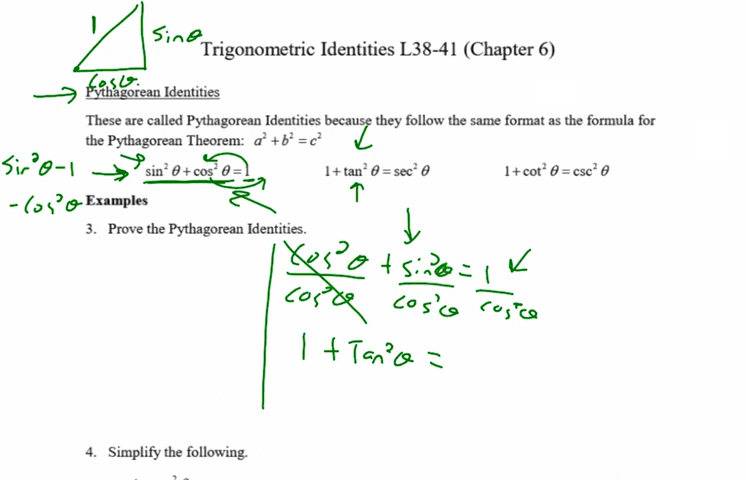 1
sinθ
Trigonometric Identities L38-41 (Chapter 6)
cosθ
Pythagorean Identities
These are called Pythagorean Identities because they follow the same format as the formula for
the Pythagorean Theorem: a² + b² = c²
sin²θ-1
sin² θ + cos² θ = 1 1 + tan² θ = sec² θ 1 + cot² θ = csc² θ
-cos²θ
Examples
3. Prove the Pythagorean Identities.
cos²θ/cos²θ + sin²θ/cos²θ = 1/cos²θ
1 + Tan²θ =
4. Simplify the following.